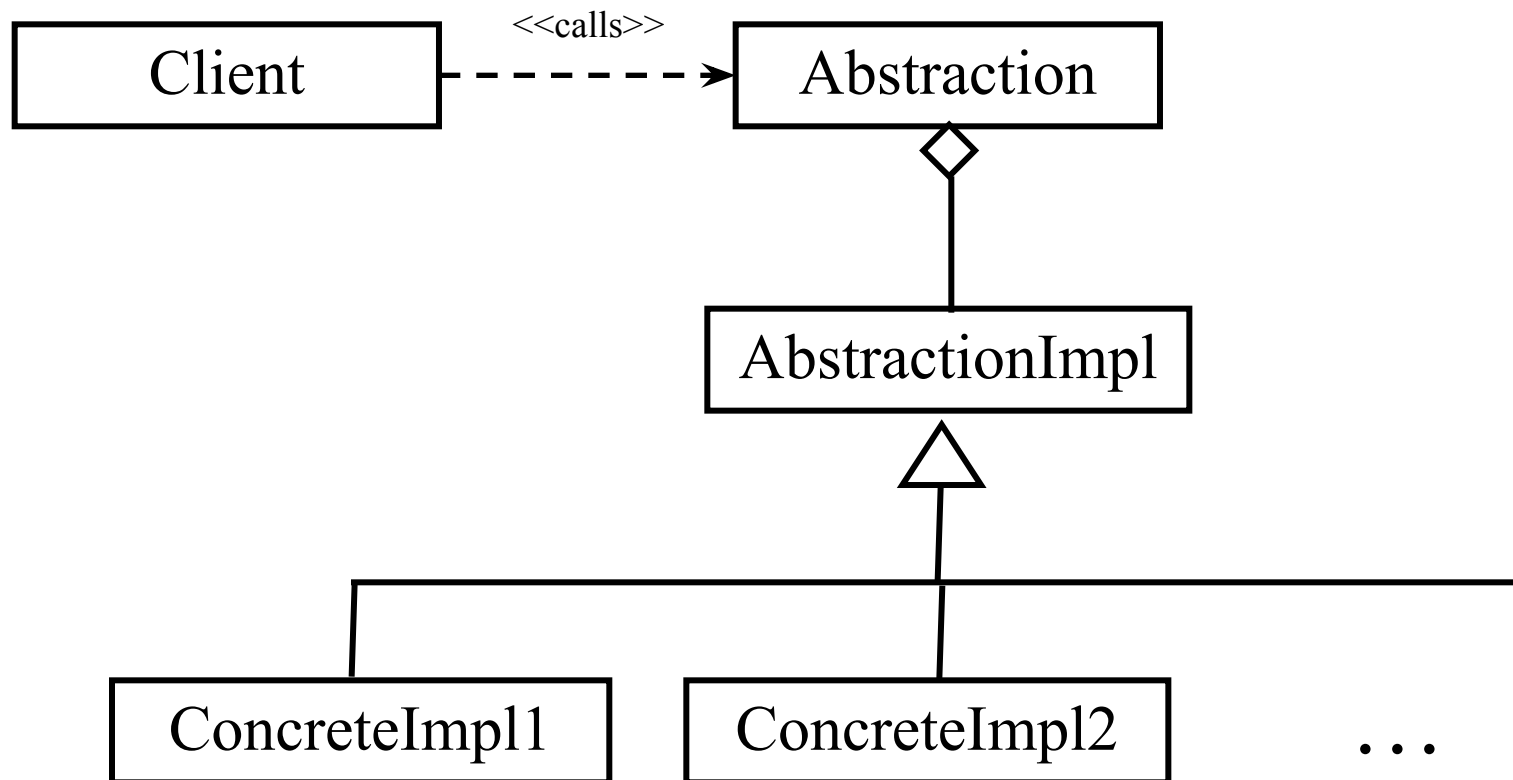 <<calls>>
Client
Abstraction
AbstractionImpl
ConcreteImpl1
ConcreteImpl2
...